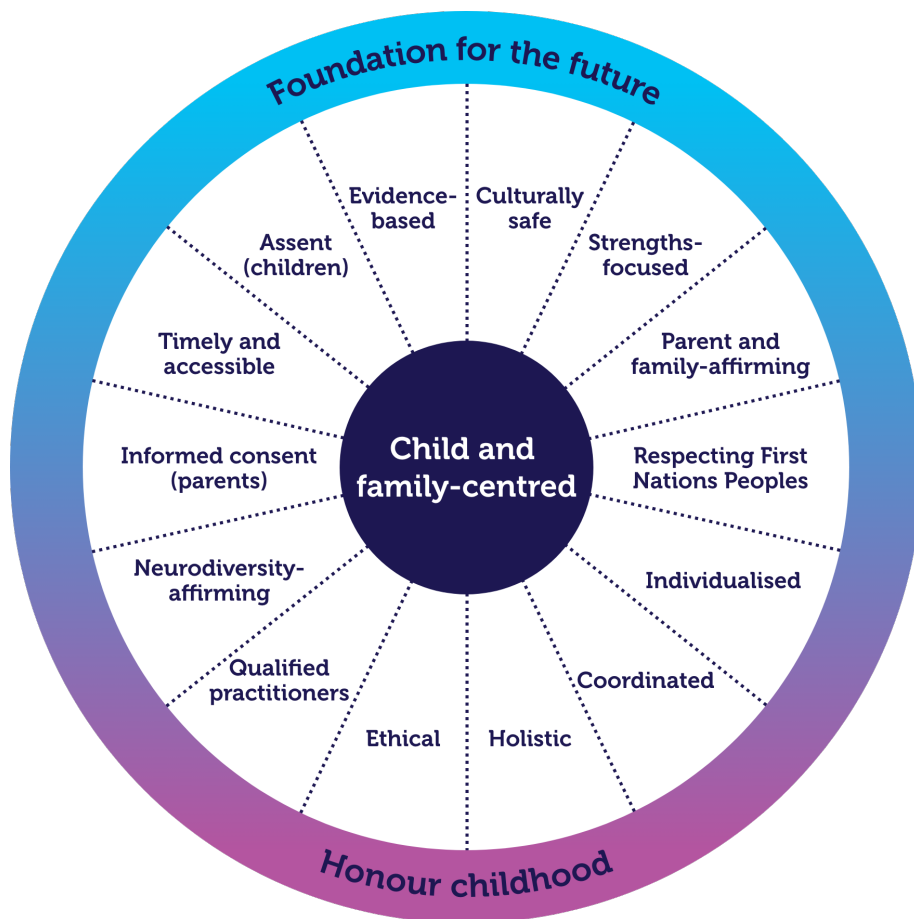 Foundation for the future
Evidence-
based
Culturally
safe
Assent
(children)
Strengths-
focused
Timely and
accessible
Parent and
family-affirming
Child and
family-centred
Informed consent
(parents)
Respecting First
Nations Peoples
Neurodiversity-
affirming
Individualised
Qualified
practitioners
Coordinated
Ethical
Holistic
Honour childhood